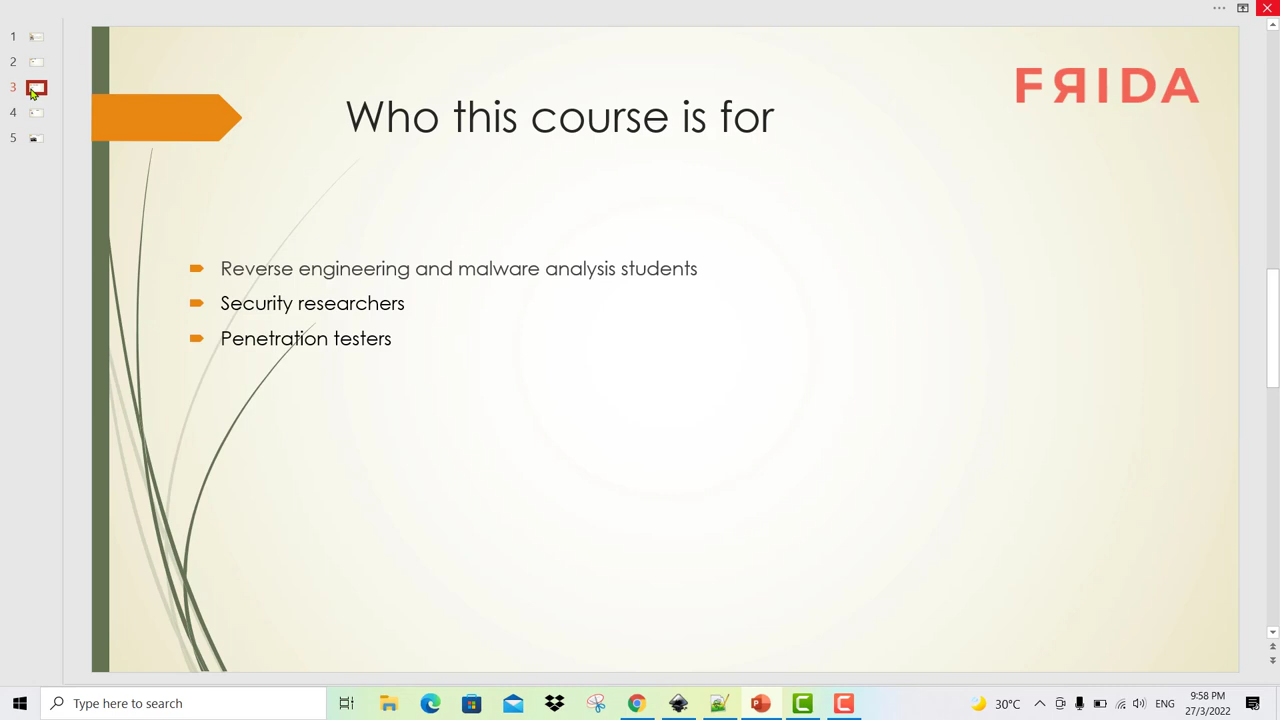 1
2
3
4
5
FЯIDA
Who this course is for
Reverse engineering and malware analysis students
Security researchers
Penetration testers
Type here to search
30°C
ENG
9:58 PM
27/3/2022